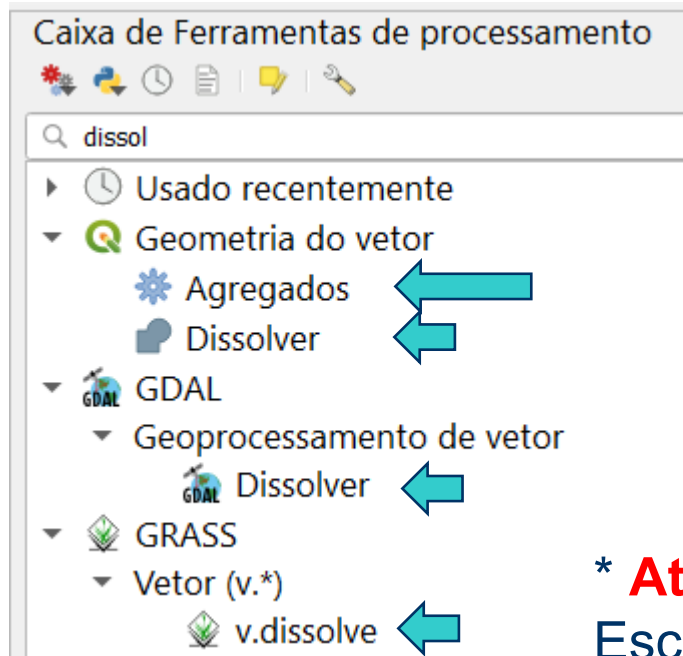 Caixa de Ferramentas de processamento
dissol
Usado recentemente
Geometria do vetor
Agregados
Dissolver
GDAL
GDAL
Geoprocessamento de vetor
GDAL
Dissolver
GRASS
Vetor (v.*)
v.dissolve
* At
Esc